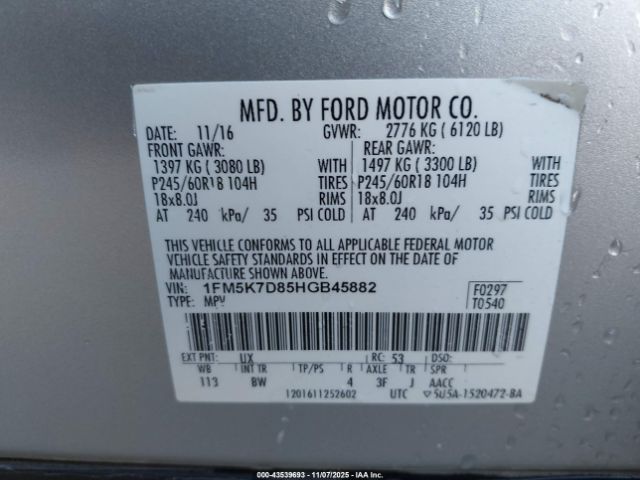 MFD. BY FORD MOTOR CO.
DATE: 11/16 GVWR: 2776 KG ( 6120 LB)
FRONT GAWR: REAR GAWR:
1397 KG ( 3080 LB) WITH 1497 KG ( 3300 LB) WITH
P245/60R18 104H TIRES P245/60R18 104H TIRES
18x8.0J RIMS 18x8.0J RIMS
AT 240 kPa/ 35 PSI COLD AT 240 kPa/ 35 PSI COLD
THIS VEHICLE CONFORMS TO ALL APPLICABLE FEDERAL MOTOR
VEHICLE SAFETY STANDARDS IN EFFECT ON THE DATE OF
MANUFACTURE SHOWN ABOVE.
VIN: 1FM5K7D85HGB45882 F0297
TYPE: MPV T0540
EXT PNT: UX RC: 53 DSO:
WB INT TR TP/PS R AXLE TR SPR
113 BW 4 3F J AACC
1201611252602 UTC ▽5U5A-1520472-BA
000-43539693 - 11/07/2025 - © IAA, Inc.